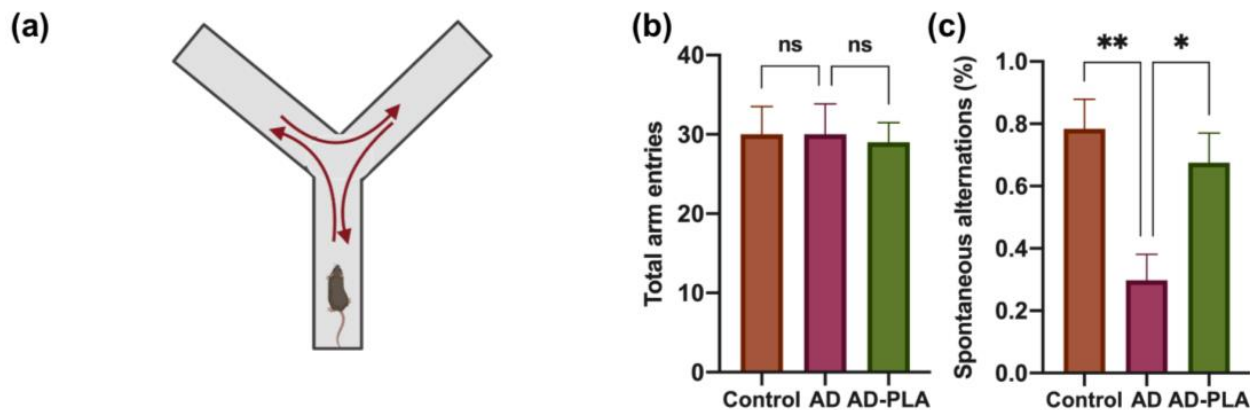 (a)
(b)
Total arm entries
40
30
20
10
0
ns
ns
Control AD AD-PLA
(c)
Spontaneous alternations (%)
1.0
0.8
0.6
0.4
0.2
0.0
**
*
Control AD AD-PLA